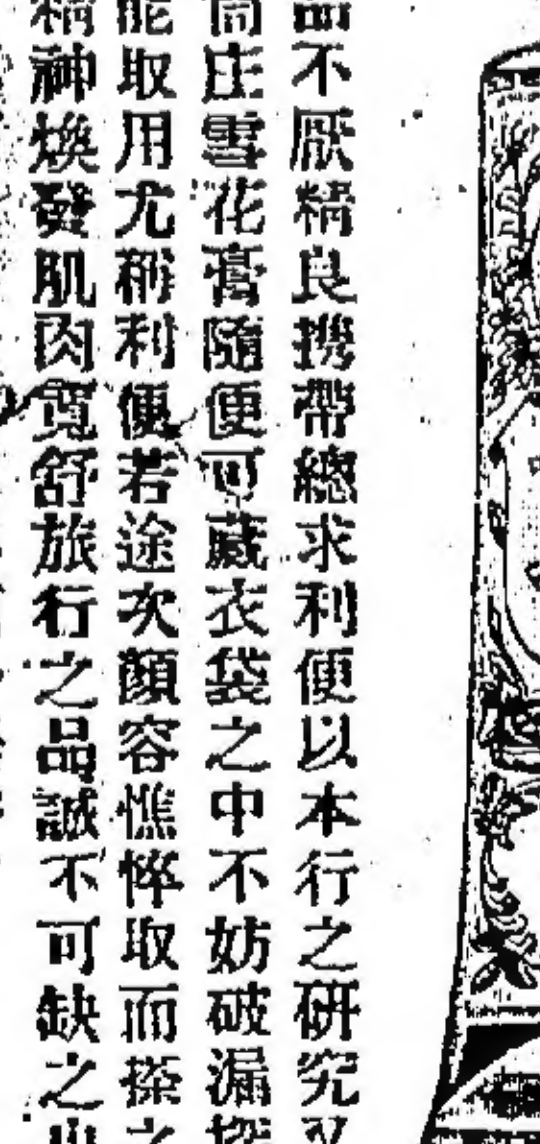 品不厭精良携帶總求利便以本行之研究又
筒庄雪花膏隨便可藏衣袋之中不妨破漏
能取用尤稱利便若途次顏容憔悴取而搽之
精神煥發肌肉寬舒旅行之品誠不可缺之